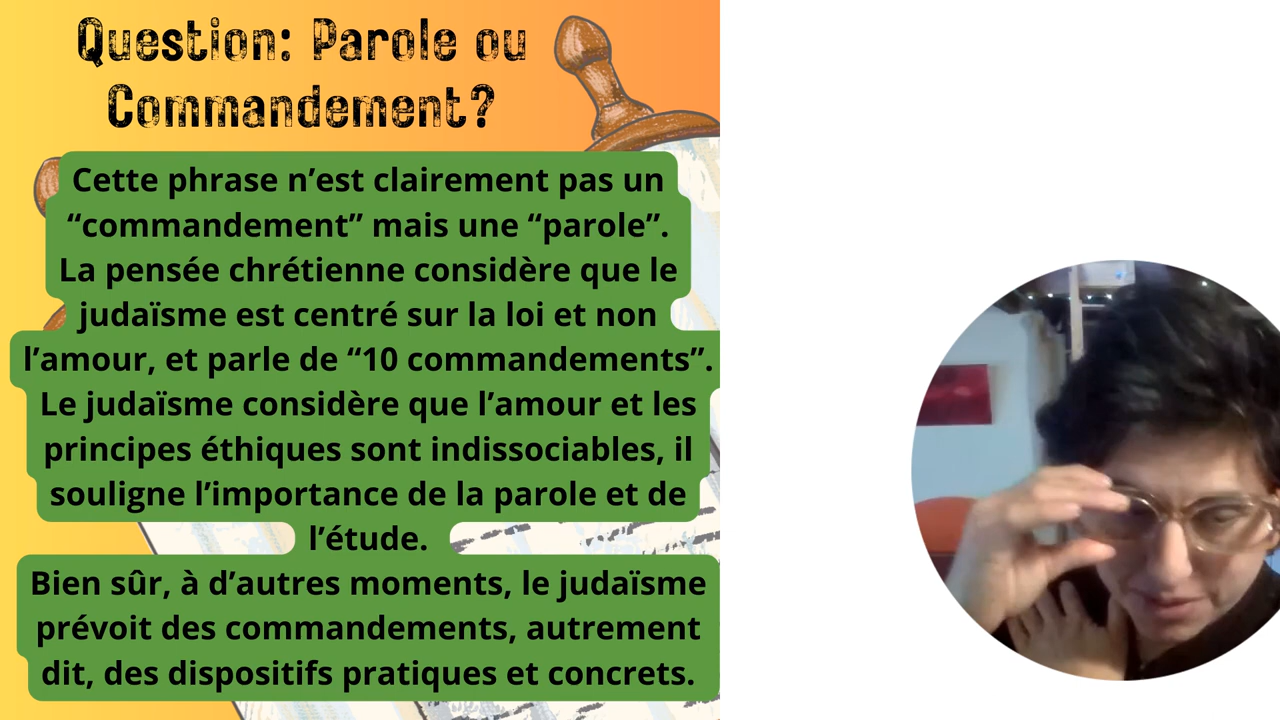 Question: Parole ou
Commandement?
Cette phrase n’est clairement pas un
“commandement” mais une “parole”.
La pensée chrétienne considère que le
judaïsme est centré sur la loi et non
l’amour, et parle de “10 commandements”.
Le judaïsme considère que l’amour et les
principes éthiques sont indissociables, il
souligne l’importance de la parole et de
l’étude.
Bien sûr, à d’autres moments, le judaïsme
prévoit des commandements, autrement
dit, des dispositifs pratiques et concrets.